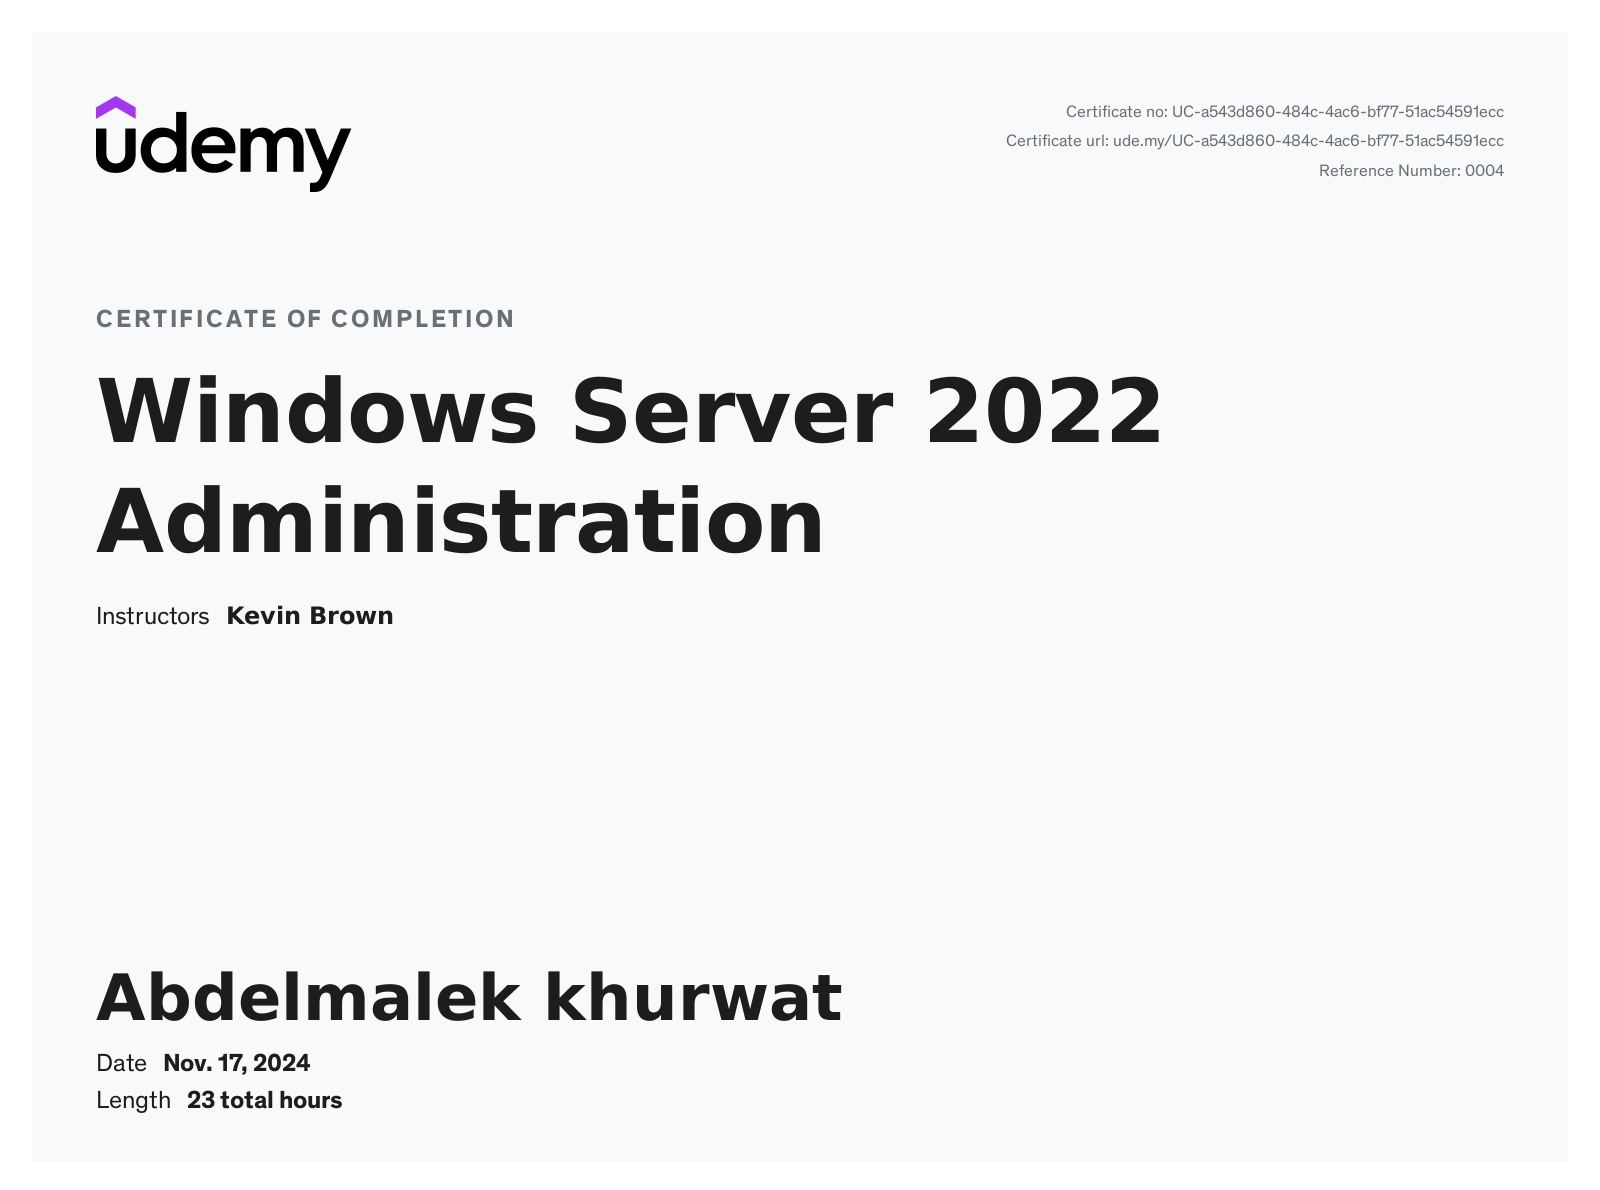 udemy
Certificate no: UC-a543d860-484c-4ac6-bf77-51ac54591ecc
Certificate url: ude.my/UC-a543d860-484c-4ac6-bf77-51ac54591ecc
Reference Number: 0004
CERTIFICATE OF COMPLETION
Windows Server 2022
Administration
Instructors Kevin Brown
Abdelmalek khurwat
Date Nov. 17, 2024
Length 23 total hours